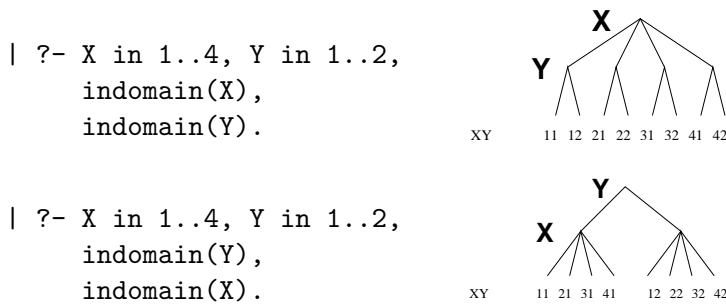 | ?- X in 1..4, Y in 1..2,
indomain(X),
indomain(Y).
X
Y
XY 11 12 21 22 31 32 41 42
| ?- X in 1..4, Y in 1..2,
indomain(Y),
indomain(X).
Y
X
XY 11 21 31 41 12 22 32 42